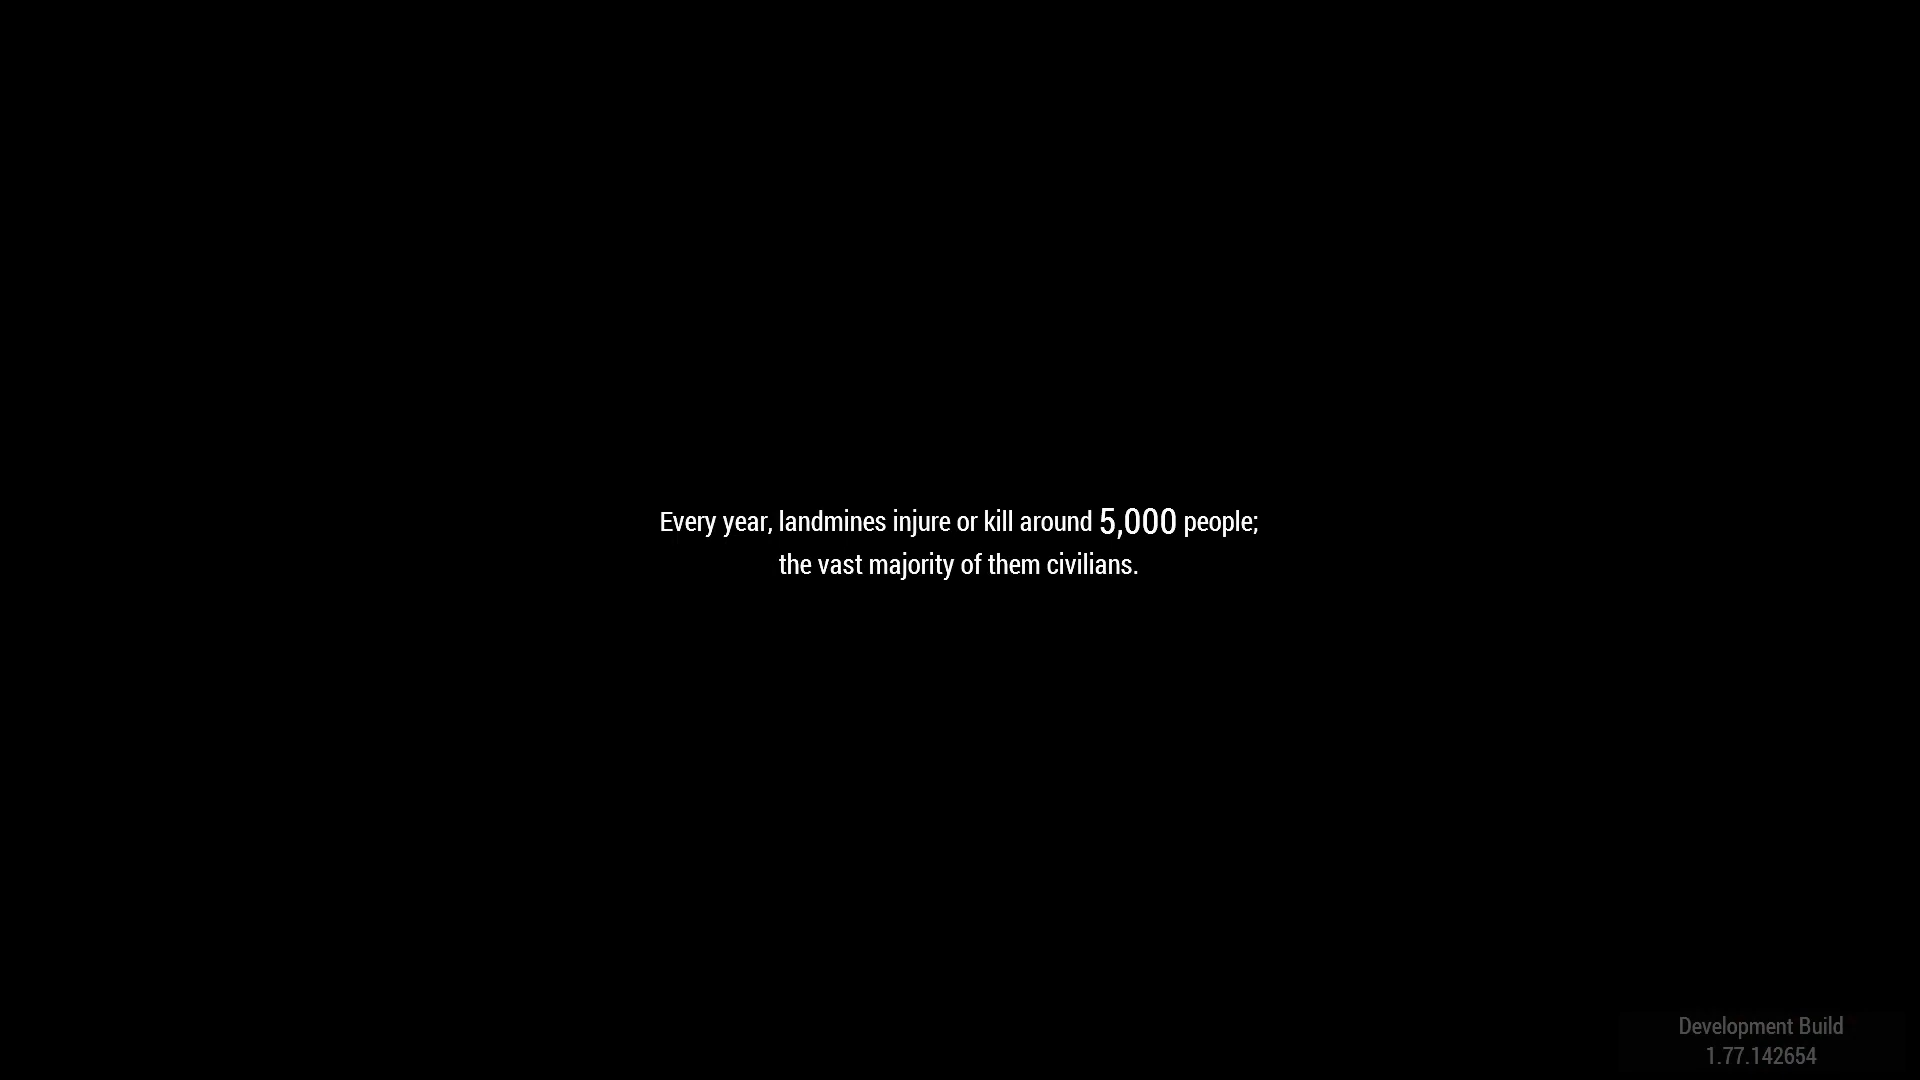 Every year, landmines injure or kill around 5,000 people;
the vast majority of them civilians.
Development Build
1.77.142654